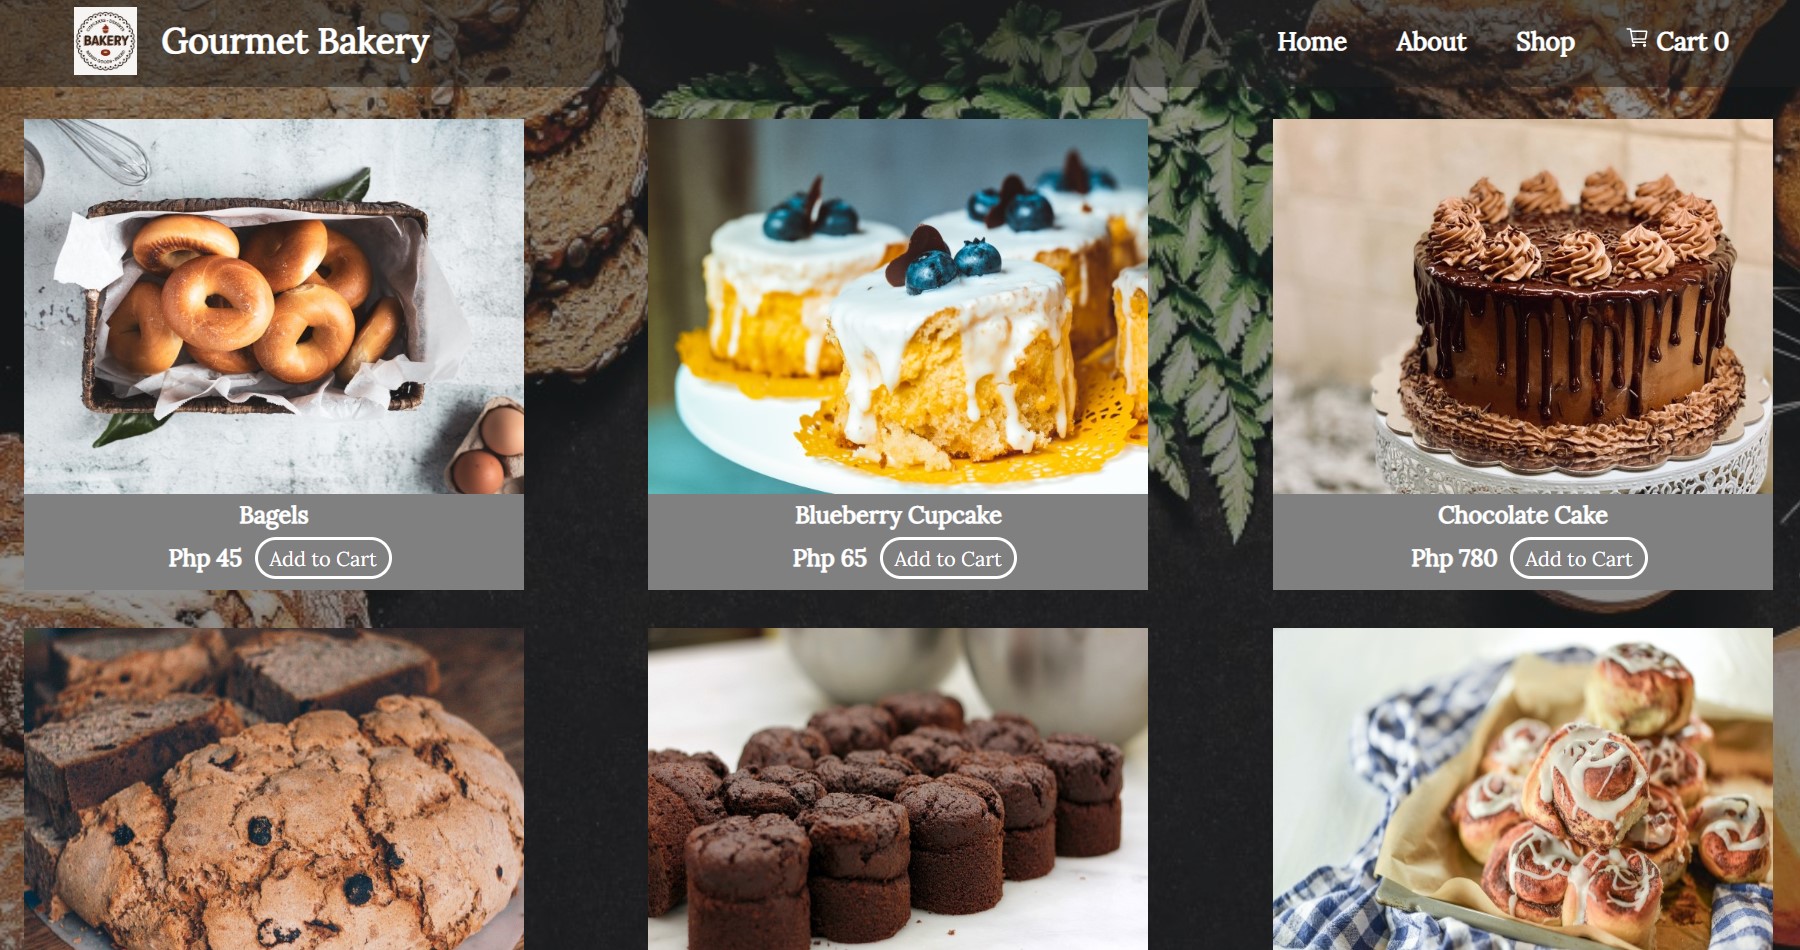 BAKERY
Gourmet Bakery
Home
About
Shop
Cart 0
Bagels
Php 45
Add to Cart
Blueberry Cupcake
Php 65
Add to Cart
Chocolate Cake
Php 780
Add to Cart